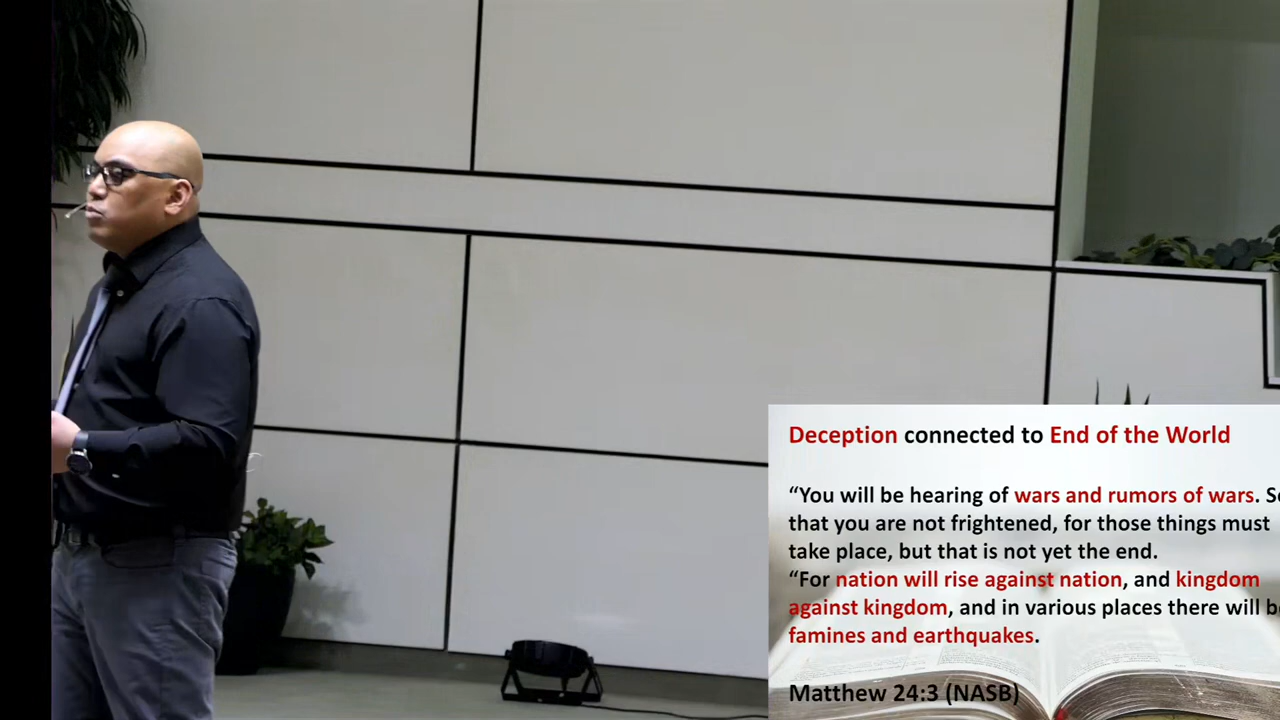 Deception connected to End of the World
“You will be hearing of wars and rumors of wars.
that you are not frightened, for those things must
take place, but that is not yet the end.
“For nation will rise against nation, and kingdom
against kingdom, and in various places there will
famines and earthquakes.
Matthew 24:3 (NASB)